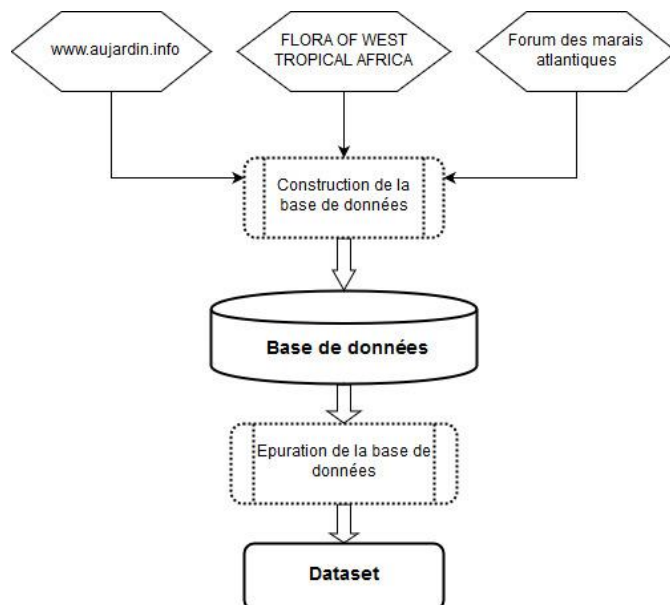 www.aujardin.info
FLORA OF WEST
TROPICAL AFRICA
Forum des marais
atlantiques
Construction de la
base de données
Base de données
Epuration de la base de
données
Dataset